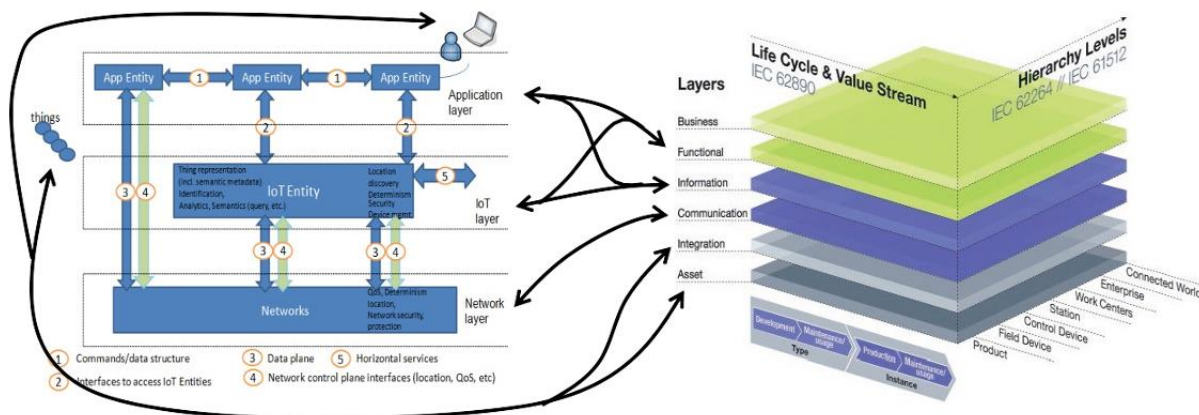 App Entity
1
App Entity
1
App Entity
Application
layer
things
2
2
Thing representation
(incl. semantic metadata)
Identification,
Analytics, Semantics (query, etc.)
IoT Entity
Location
discovery
Determinism
Security
Device mgmt.
5
IoT
layer
3
4
3
4
3
4
Networks
QoS, Determinism
location,
Network security,
protection
Network
layer
1 Commands/data structure
2 Interfaces to access IoT Entities
3 Data plane
4 Network control plane interfaces (location, QoS, etc)
5 Horizontal services
Life Cycle & Value Stream
IEC 62890
Hierarchy Levels
IEC 62264 // IEC 61512
Layers
Business
Functional
Information
Communication
Integration
Asset
Connected World
Enterprise
Work Centers
Station
Control Device
Field Device
Product
Development
Maintenance/
usage
Type
Production
Maintenance/
usage
Instance